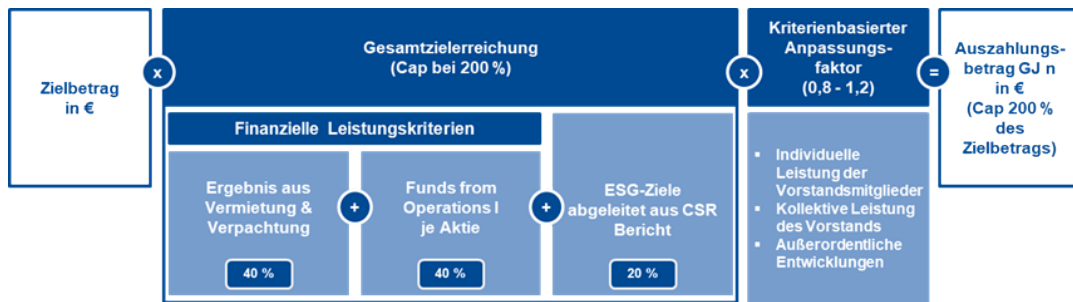 Zielbetrag
in €
x
Gesamtzielerreichung
(Cap bei 200 %)
Finanzielle Leistungskriterien
Ergebnis aus
Vermietung &
Verpachtung
40 %
+
Funds from
Operations I
je Aktie
40 %
+
ESG-Ziele
abgeleitet aus CSR
Bericht
20 %
x
Kriterienbasierter
Anpassungs-
faktor
(0,8 - 1,2)
▪ Individuelle
Leistung der
Vorstandsmitglieder
▪ Kollektive Leistung
des Vorstands
▪ Außerordentliche
Entwicklungen
=
Auszahlungs-
betrag GJ n
in €
(Cap 200 %
des
Zielbetrags)